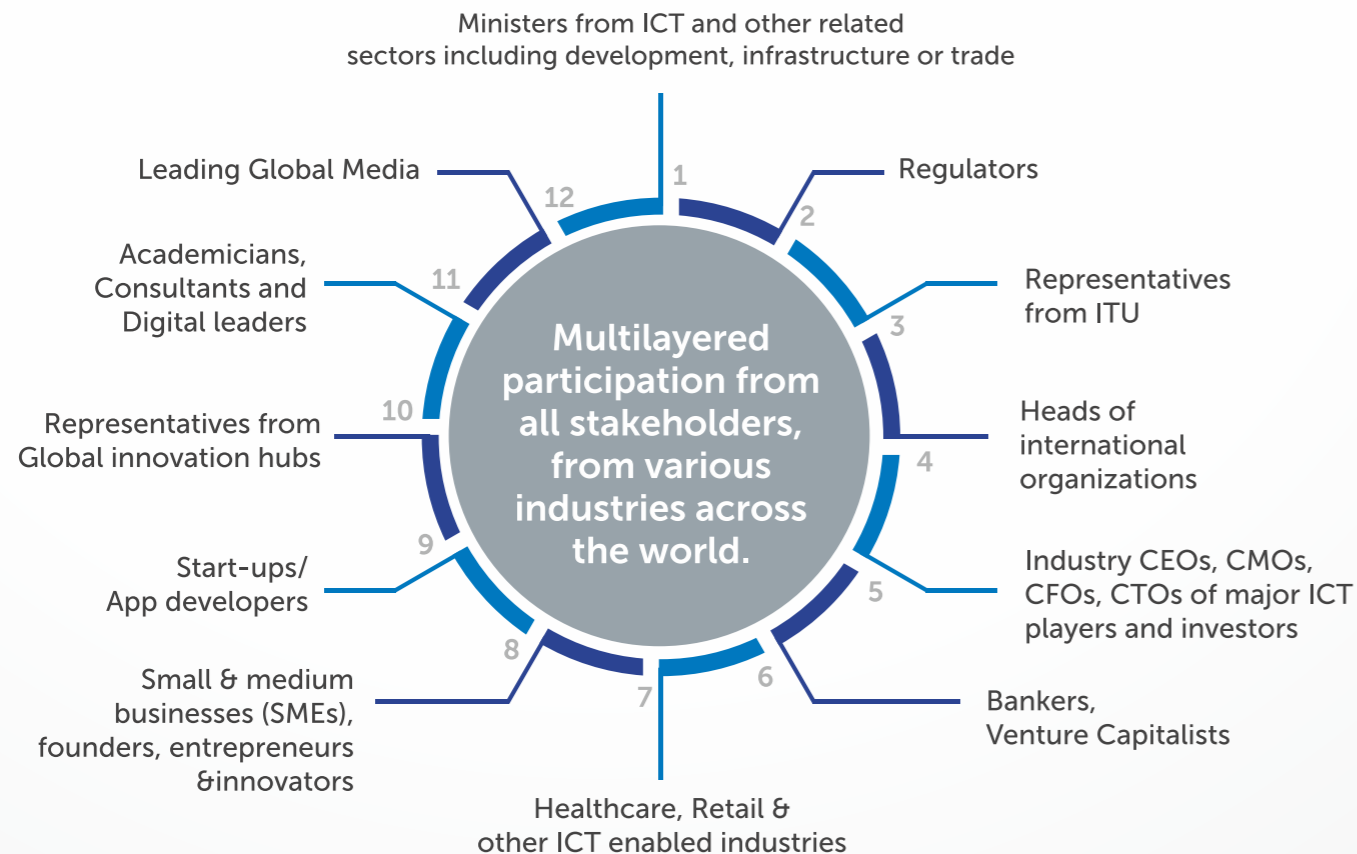 Ministers from ICT and other related
sectors including development, infrastructure or trade
1
Regulators
2
Representatives
from ITU
3
Heads of
international
organizations
4
Industry CEOs, CMOs,
CFOs, CTOs of major ICT
players and investors
5
Bankers,
Venture Capitalists
6
Healthcare, Retail &
other ICT enabled industries
7
Small & medium
businesses (SMEs),
founders, entrepreneurs
&innovators
8
Start-ups/
App developers
9
Representatives from
Global innovation hubs
10
Academicians,
Consultants and
Digital leaders
11
Leading Global Media
12
Multilayered
participation from
all stakeholders,
from various
industries across
the world.